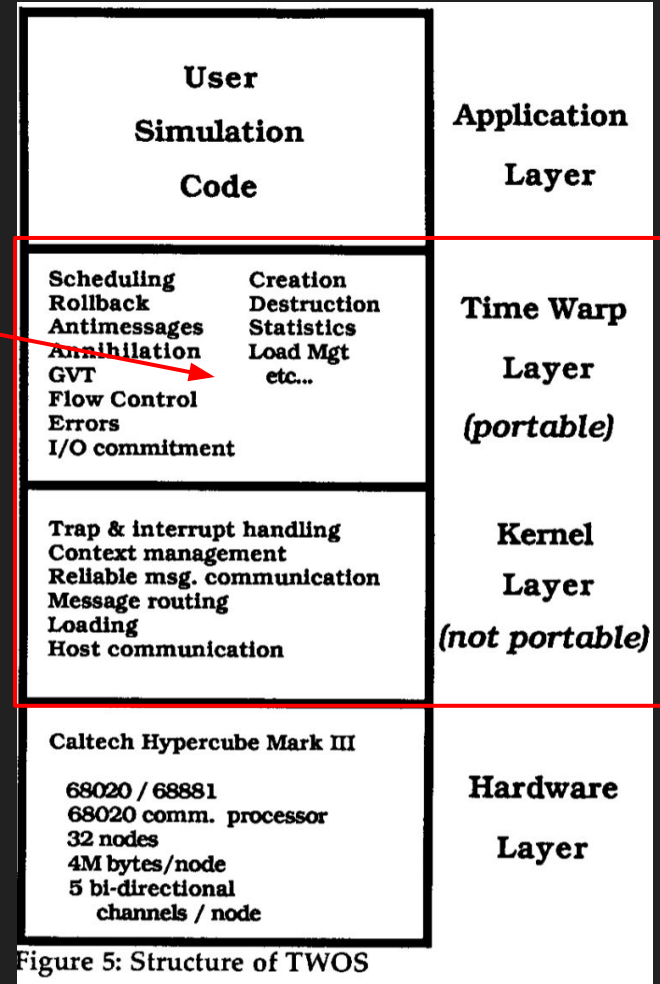 User
Simulation
Code
Application
Layer
Scheduling
Rollback
Antimessages
Annihilation
GVT
Flow Control
Errors
I/O commitment
Creation
Destruction
Statistics
Load Mgt
etc...
Time Warp
Layer
(portable)
Trap & interrupt handling
Context management
Reliable msg. communication
Message routing
Loading
Host communication
Kernel
Layer
(not portable)
Caltech Hypercube Mark III
68020 / 68881
68020 comm. processor
32 nodes
4M bytes/node
5 bi-directional
channels / node
Hardware
Layer
Figure 5: Structure of TWOS